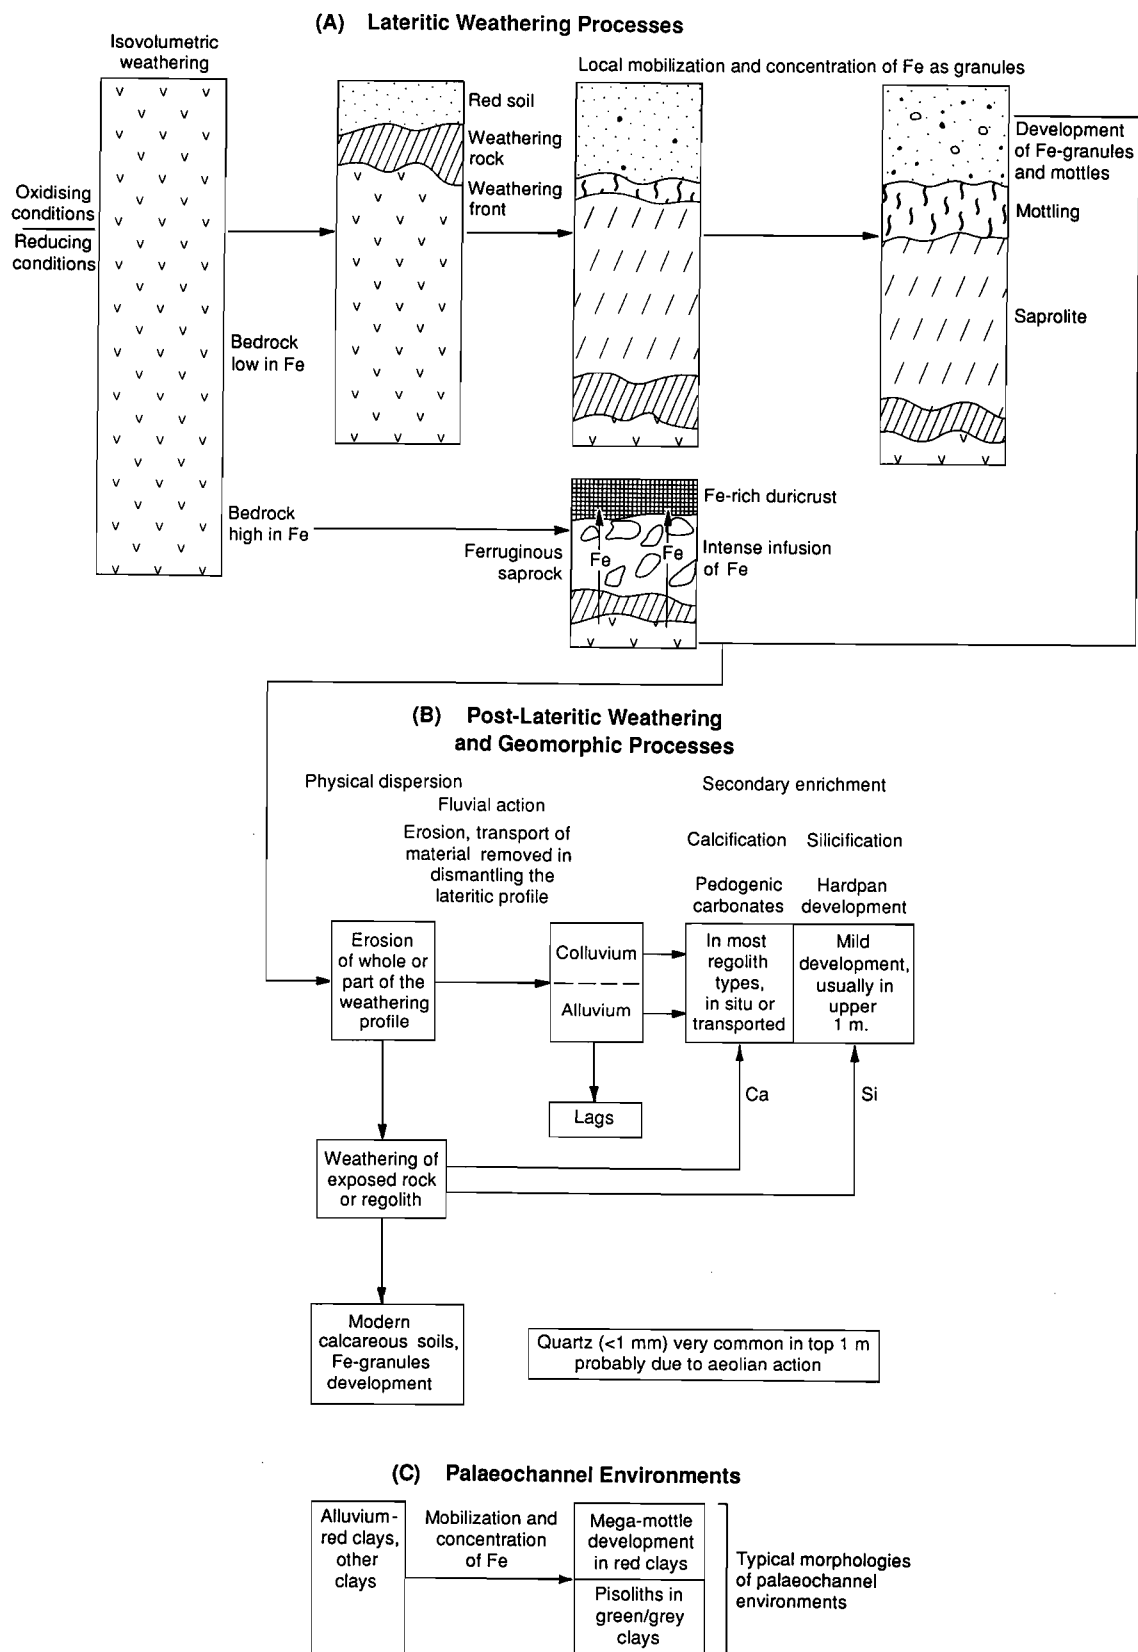 (A) Lateritic Weathering Processes
Isovolumetric
weathering
Local mobilization and concentration of Fe as granules
Oxidising
conditions
Reducing
conditions
Red soil
Weathering
rock
Weathering
front
Development
of Fe-granules
and mottles
Mottling
Saprolite
Bedrock
low in Fe
Bedrock
high in Fe
Ferruginous
saprock
Fe-rich duricrust
Fe
Fe
Intense infusion
of Fe
(B) Post-Lateritic Weathering
and Geomorphic Processes
Physical dispersion
Fluvial action
Erosion, transport of
material removed in
dismantling the
lateritic profile
Secondary enrichment
Calcification
Silicification
Pedogenic
carbonates
Hardpan
development
Erosion
of whole or
part of the
weathering
profile
Colluvium
Alluvium
In most
regolith
types,
in situ or
transported
Mild
development,
usually in
upper
1 m.
Lags
Ca
Si
Weathering of
exposed rock
or regolith
Modern
calcareous soils,
Fe-granules
development
Quartz (<1 mm) very common in top 1 m
probably due to aeolian action
(C) Palaeochannel Environments
Alluvium-
red clays,
other
clays
Mobilization and
concentration
of Fe
Mega-mottle
development
in red clays
Pisoliths in
green/grey
clays
Typical morphologies
of palaeochannel
environments